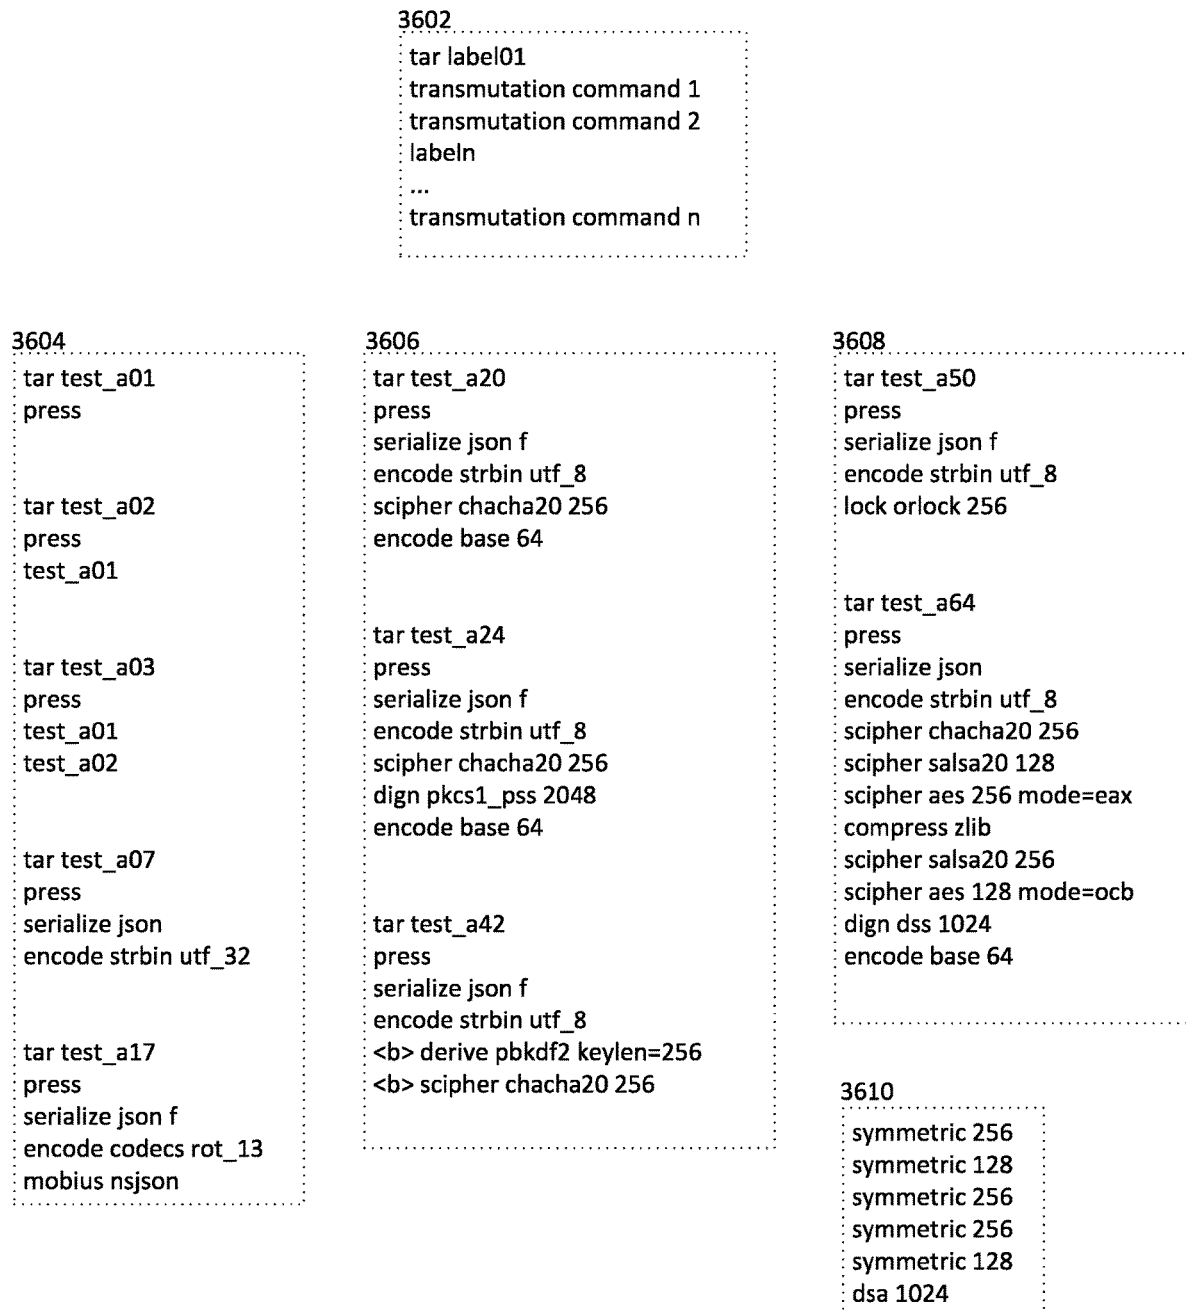 3602
tar label01
transmutation command 1
transmutation command 2
labeln
...
transmutation command n
3604
tar test_a01
press
tar test_a02
press
test_a01
tar test_a03
press
test_a01
test_a02
tar test_a07
press
serialize json
encode strbin utf_32
tar test_a17
press
serialize json f
encode codecs rot_13
mobius nsjson
3606
tar test_a20
press
serialize json f
encode strbin utf_8
scipher chacha20 256
encode base 64
tar test_a24
press
serialize json f
encode strbin utf_8
scipher chacha20 256
dign pkcs1_pss 2048
encode base 64
tar test_a42
press
serialize json f
encode strbin utf_8
<b> derive pbkdf2 keylen=256
<b> scipher chacha20 256
3608
tar test_a50
press
serialize json f
encode strbin utf_8
lock orlock 256
tar test_a64
press
serialize json
encode strbin utf_8
scipher chacha20 256
scipher salsa20 128
scipher aes 256 mode=eax
compress zlib
scipher salsa20 256
scipher aes 128 mode=ocb
dign dss 1024
encode base 64
3610
symmetric 256
symmetric 128
symmetric 256
symmetric 256
symmetric 128
dsa 1024